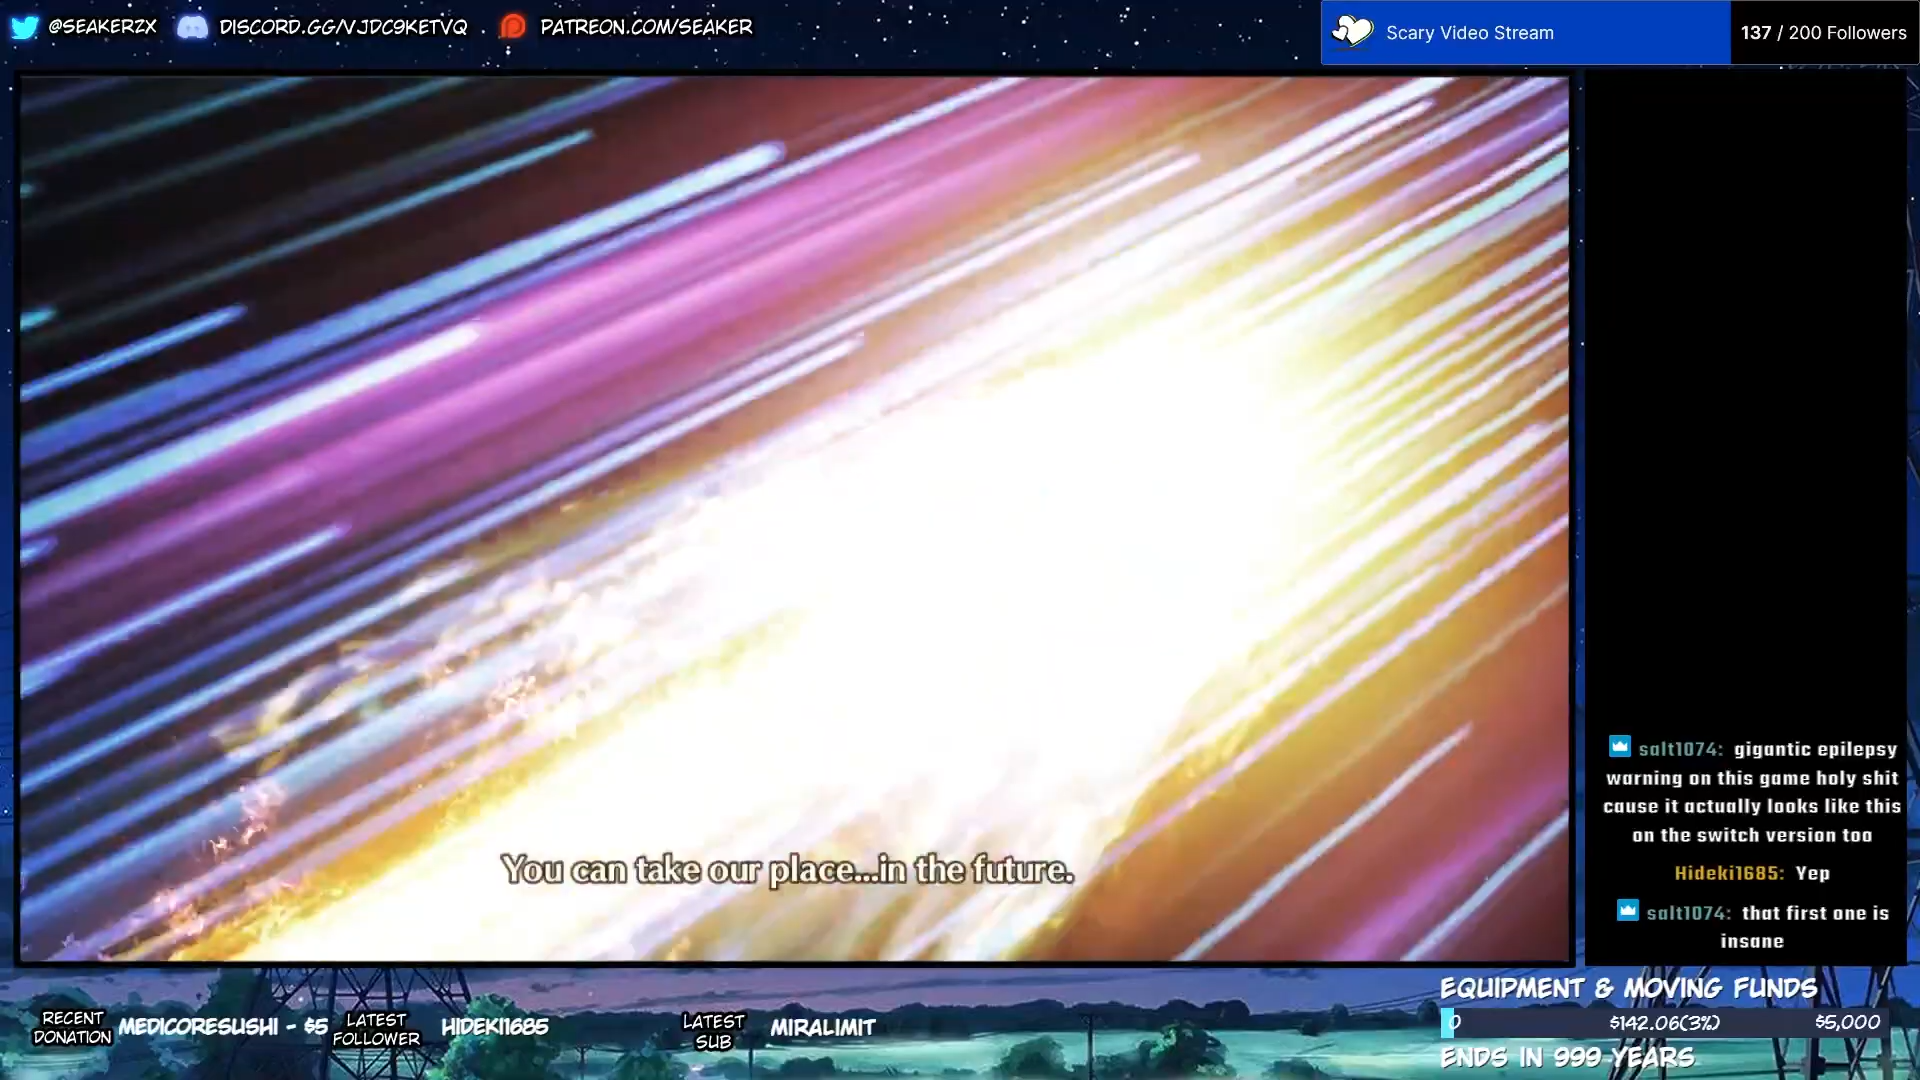 @SEAKERZX
DISCORD.GG/VJDC9KETVQ
PATREON.COM/SEAKER
Scary Video Stream
137 / 200 Followers
You can take our place...in the future.
salt1074: gigantic epilepsy
warning on this game holy shit
cause it actually looks like this
on the switch version too
Hideki1685: Yep
salt1074: that first one is
insane
EQUIPMENT & MOVING FUNDS
0
$142.06(3%)
$5,000
ENDS IN 999 YEARS
RECENT
DONATION
MEDICORESUSHI - $5
LATEST
FOLLOWER
HIDEKI1685
LATEST
SUB
MIRALIMIT